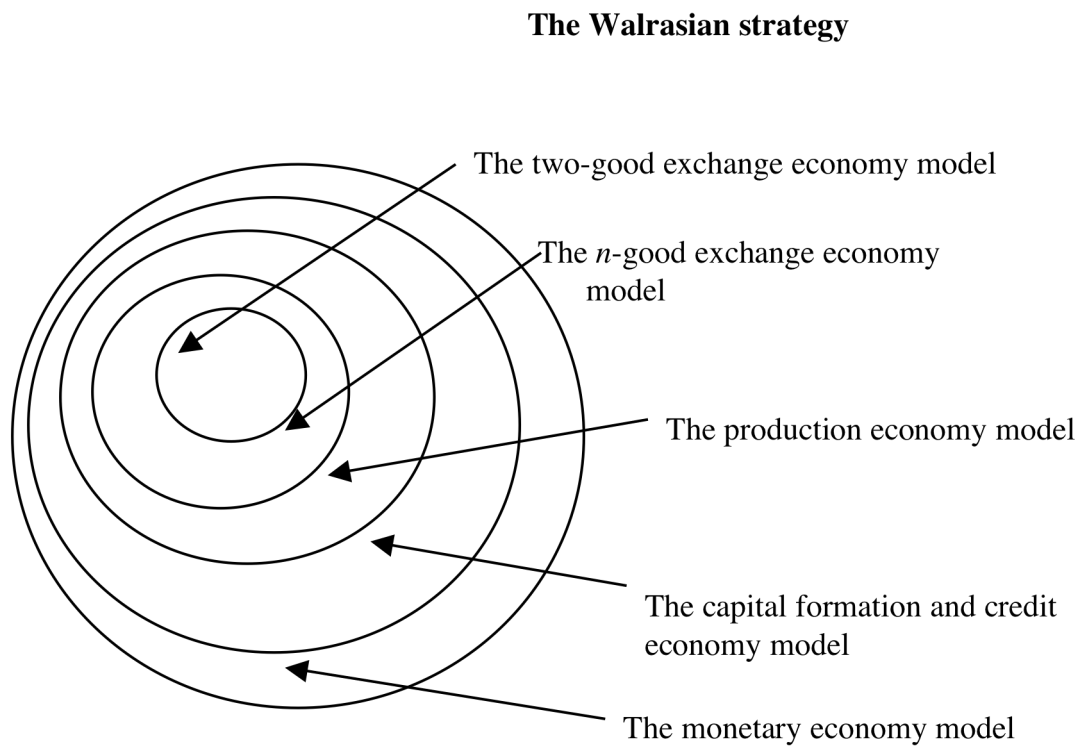 The Walrasian strategy
The two-good exchange economy model
The n-good exchange economy
model
The production economy model
The capital formation and credit
economy model
The monetary economy model